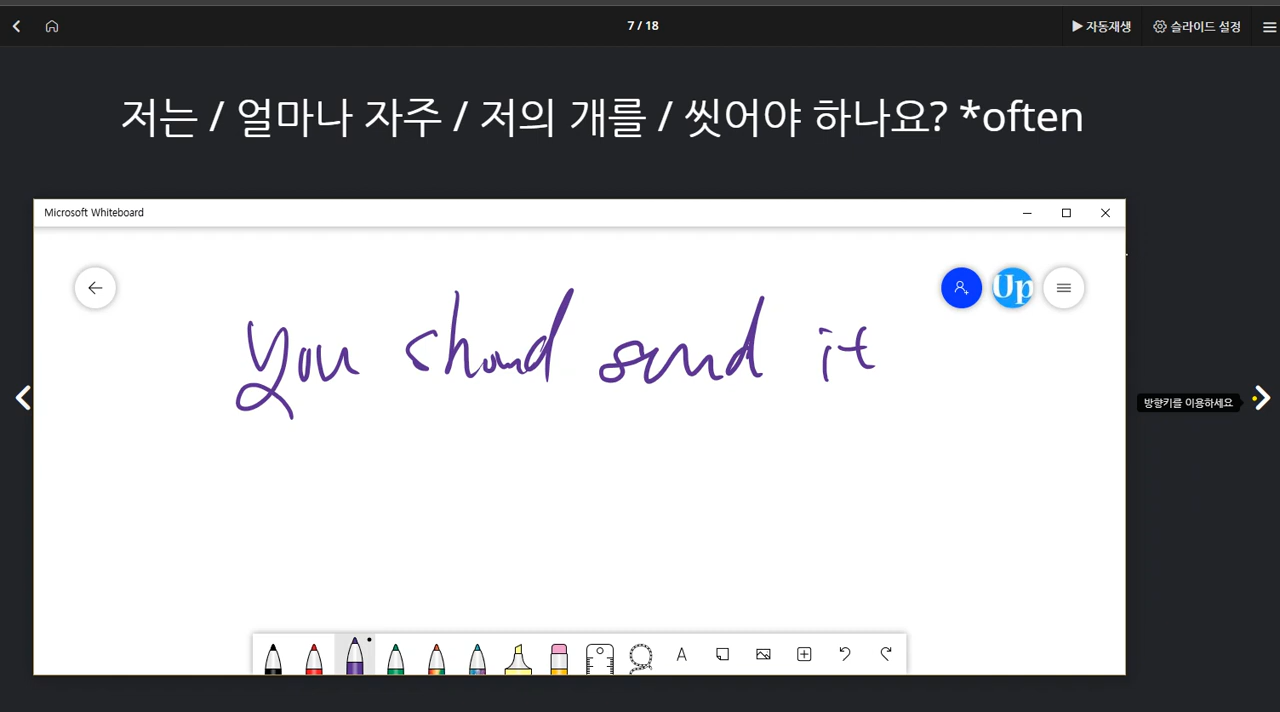 7 / 18
자동재생
슬라이드 설정
저는 / 얼마나 자주 / 저의 개를 / 씻어야 하나요? *often
Microsoft Whiteboard
Up
You should send it
방향키를 이용하세요
A